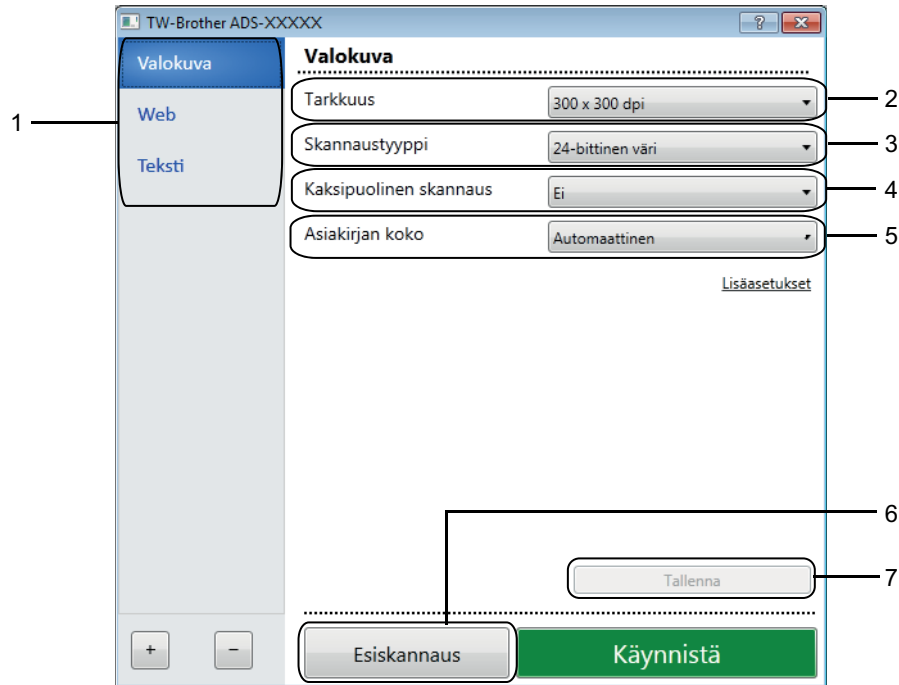 TW-Brother ADS-XXXXX
?
Valokuva
Web
Teksti
1
Valokuva
Tarkkuus 300 x 300 dpi 2
Skannaustyyppi 24-bittinen väri 3
Kaksipuolinen skannaus Ei 4
Asiakirjan koko Automaattinen 5
Lisäasetukset
6
Tallenna 7
+ −
Esiskannaus Käynnistä